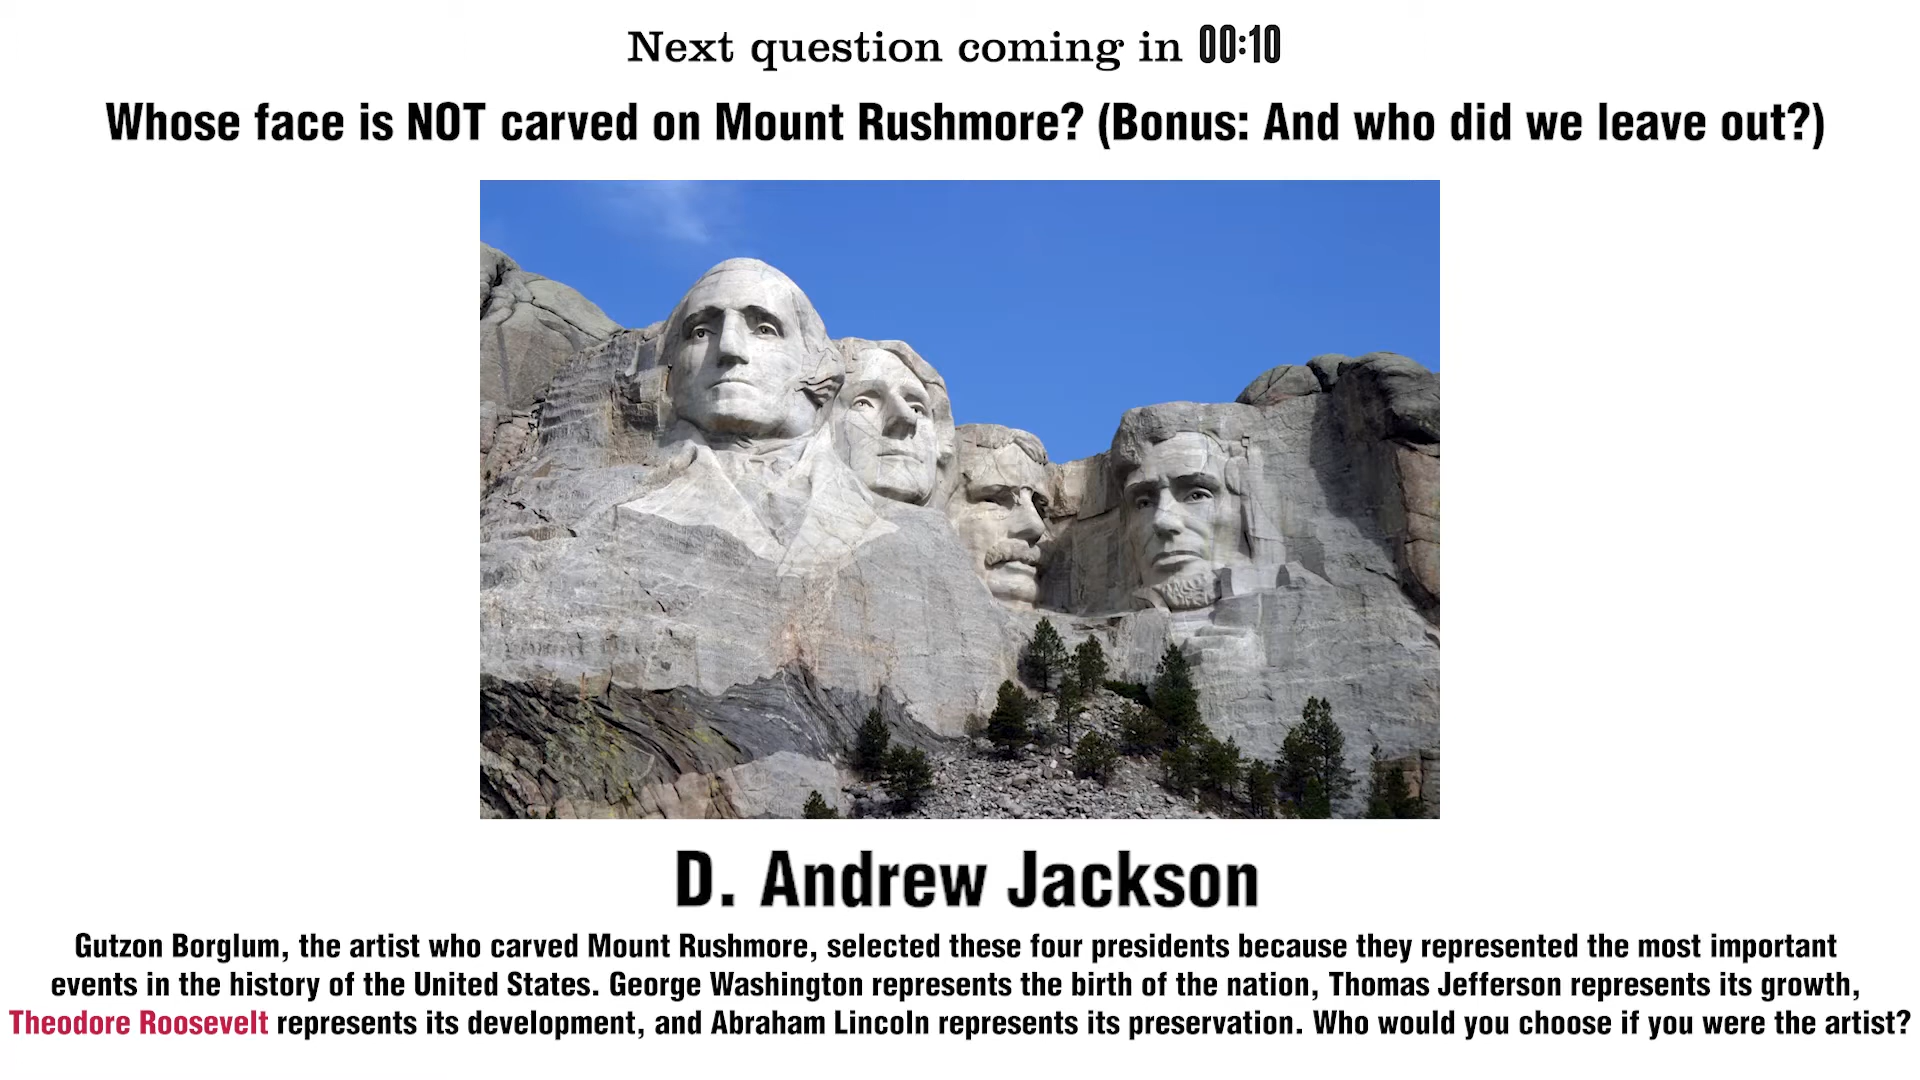 Next question coming in 00:10
Whose face is NOT carved on Mount Rushmore? (Bonus: And who did we leave out?)
D. Andrew Jackson
Gutzon Borglum, the artist who carved Mount Rushmore, selected these four presidents because they represented the most important
events in the history of the United States. George Washington represents the birth of the nation, Thomas Jefferson represents its growth,
Theodore Roosevelt represents its development, and Abraham Lincoln represents its preservation. Who would you choose if you were the artist?